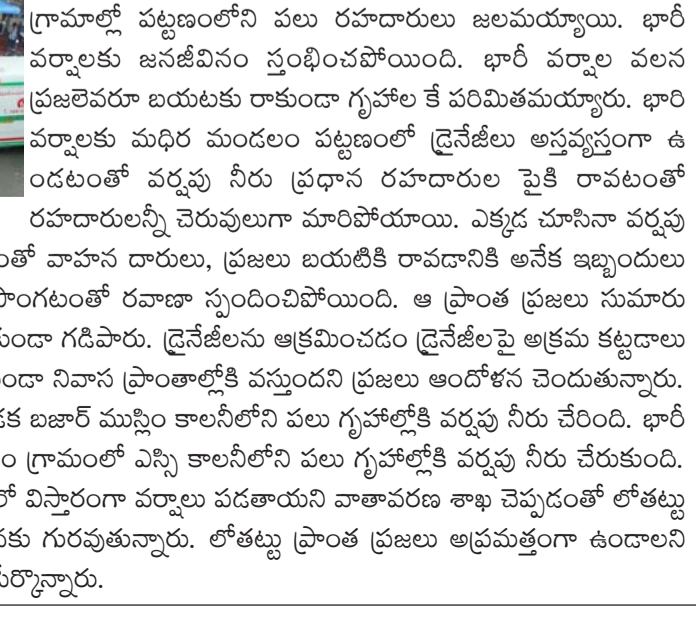 గ్రామాల్లో పట్టణంలోని పలు రహదారులు జలమయ్యాయి. భారీ
వర్షాలకు జనజీవినం స్తంభించపోయింది. భారీ వర్షాల వలన
ప్రజలెవరూ బయటకు రాకుండా గృహాల కే పరిమితమయ్యారు. భారి
వర్షాలకు మధిర మండలం పట్టణంలో డ్రైనేజీలు అస్తవ్యస్తంగా ఉ
ండటంతో వర్షపు నీరు ప్రధాన రహదారుల పైకి రావటంతో
రహదారులన్నీ చెరువులుగా మారిపోయాయి. ఎక్కడ చూసినా వర్షపు
వాహన దారులు, ప్రజలు బయటికి రావడానికి అనేక ఇబ్బందులు
రవాణా స్పందించిపోయింది. ఆ ప్రాంత ప్రజలు సుమారు
గడిపారు. డ్రైనేజీలను ఆక్రమించడం డ్రైనేజీలపై అక్రమ కట్టడాలు
నివాస ప్రాంతాల్లోకి వస్తుందని ప్రజలు ఆందోళన చెందుతున్నారు.
బజార్ ముస్లిం కాలనీలోని పలు గృహాల్లోకి వర్షపు నీరు చేరింది. భారీ
గ్రామంలో ఎస్సి కాలనీలోని పలు గృహాల్లోకి వర్షపు నీరు చేరుకుంది.
విస్తారంగా వర్షాలు పడతాయని వాతావరణ శాఖ చెప్పడంతో లోతట్టు
గురవుతున్నారు. లోతట్టు ప్రాంత ప్రజలు అప్రమత్తంగా ఉండాలని